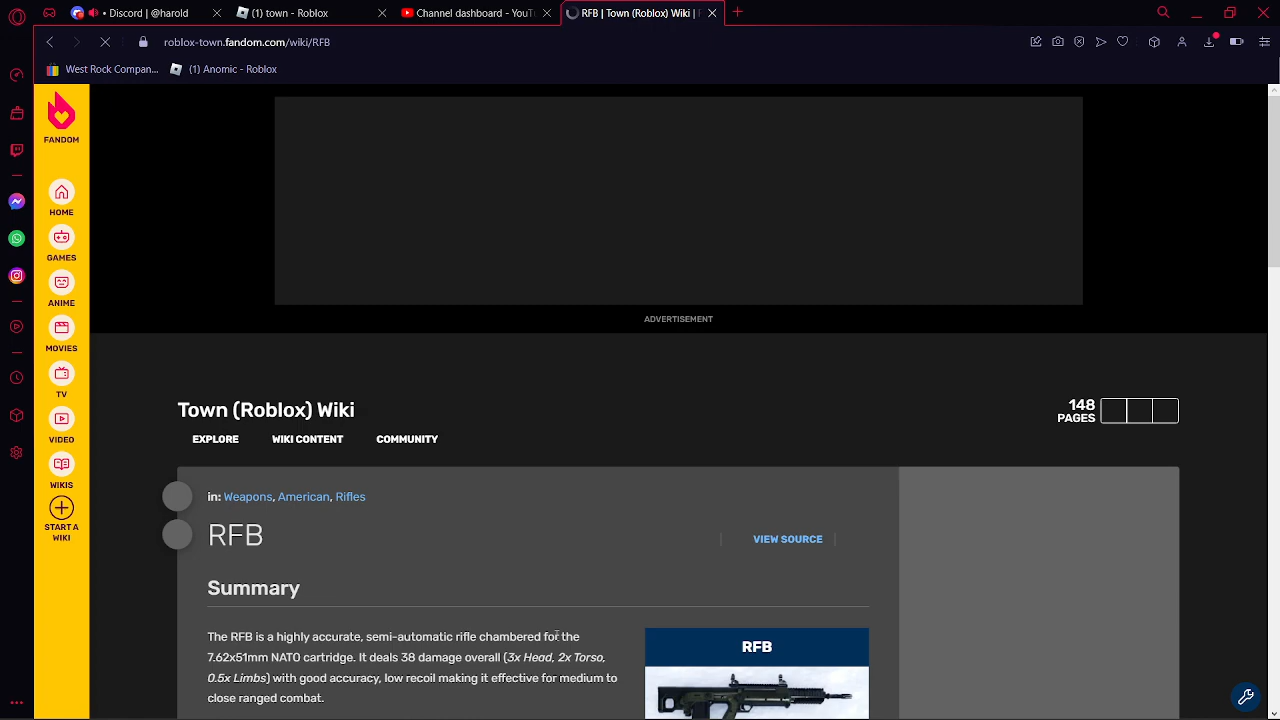 • Discord | @harold
(1) town - Roblox
Channel dashboard - YouT
RFB | Town (Roblox) Wiki |
roblox-town.fandom.com/wiki/RFB
West Rock Compan...
(1) Anomic - Roblox
FANDOM
HOME
GAMES
ANIME
MOVIES
TV
VIDEO
WIKIS
START A
WIKI
ADVERTISEMENT
Town (Roblox) Wiki
148
PAGES
EXPLORE WIKI CONTENT COMMUNITY
in: Weapons, American, Rifles
RFB
VIEW SOURCE
Summary
The RFB is a highly accurate, semi-automatic rifle chambered for the
7.62x51mm NATO cartridge. It deals 38 damage overall (3x Head, 2x Torso,
0.5x Limbs) with good accuracy, low recoil making it effective for medium to
close ranged combat.
RFB